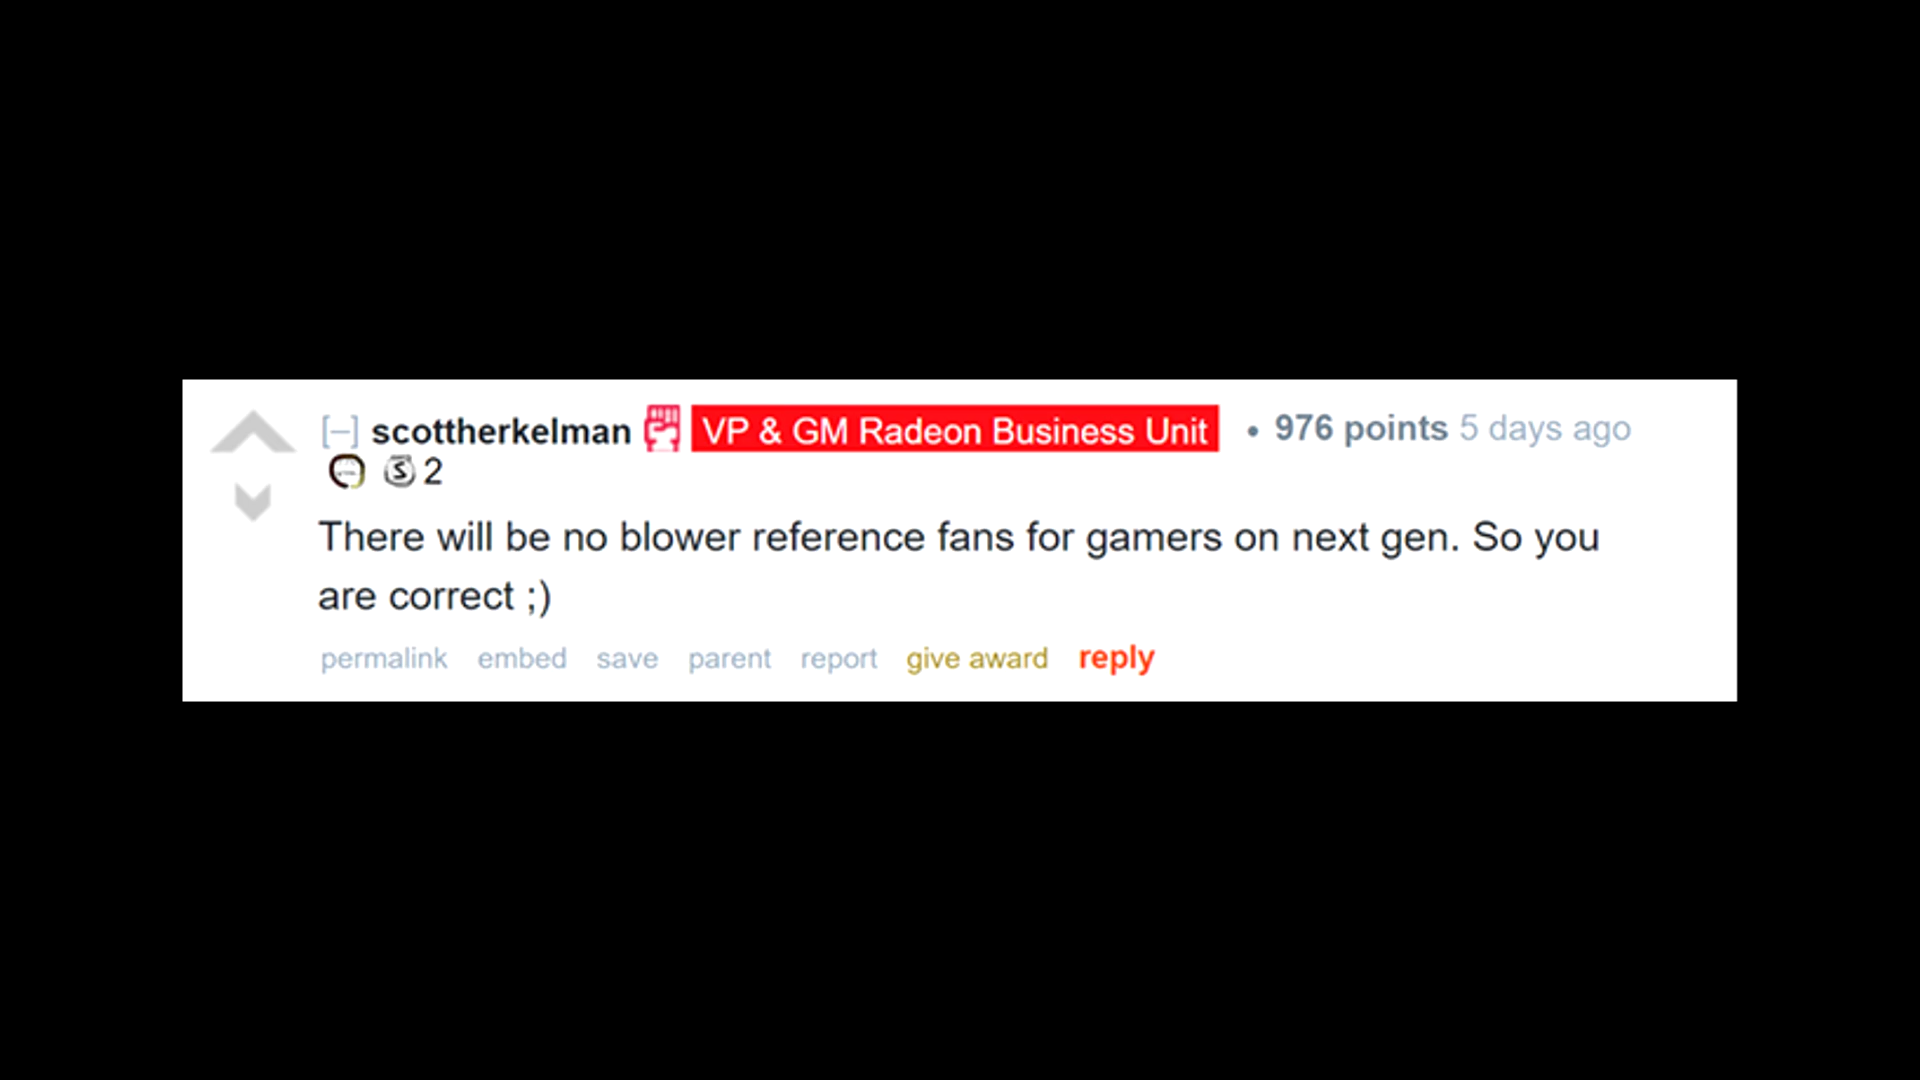 [–] scottherkelman VP & GM Radeon Business Unit • 976 points 5 days ago
S 2
There will be no blower reference fans for gamers on next gen. So you
are correct ;)
permalink embed save parent report give award reply